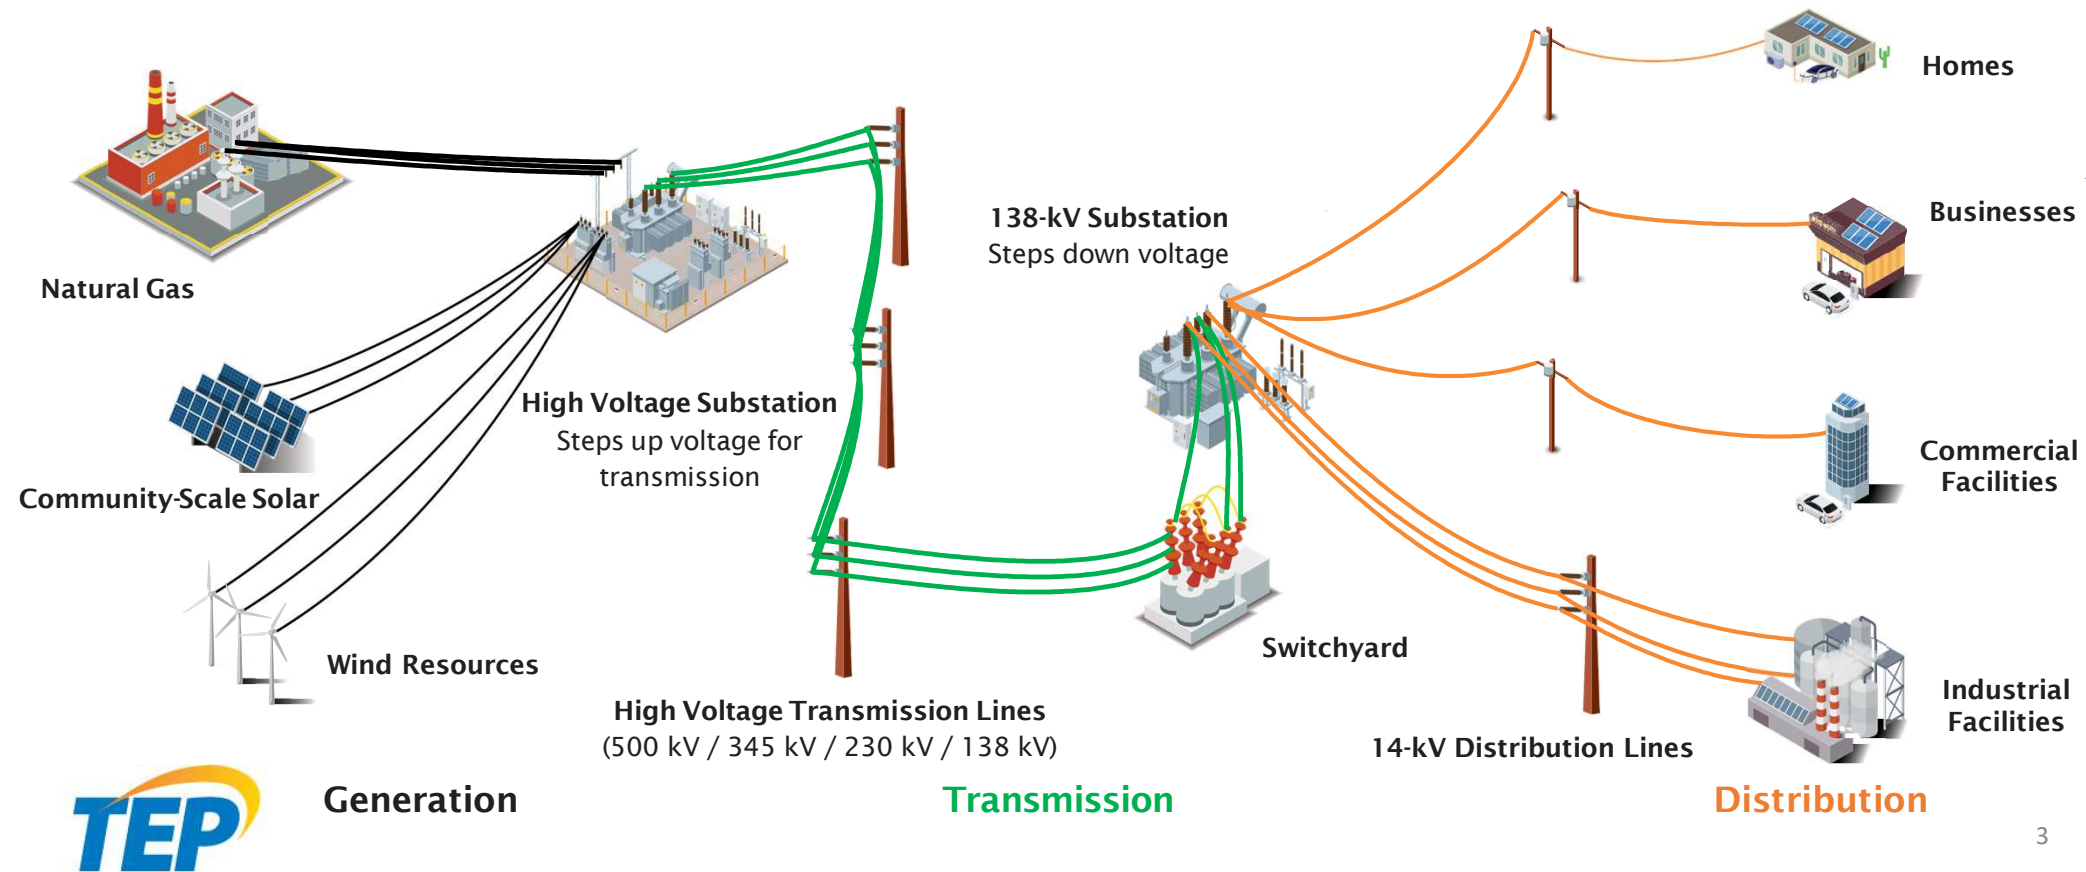 Homes
Businesses
138-kV Substation
Steps down voltage
Natural Gas
High Voltage Substation
Steps up voltage for
transmission
Community-Scale Solar
Commercial
Facilities
Switchyard
Wind Resources
Industrial
Facilities
High Voltage Transmission Lines
(500 kV / 345 kV / 230 kV / 138 kV)
14-kV Distribution Lines
TEP
Generation
Transmission
Distribution
3